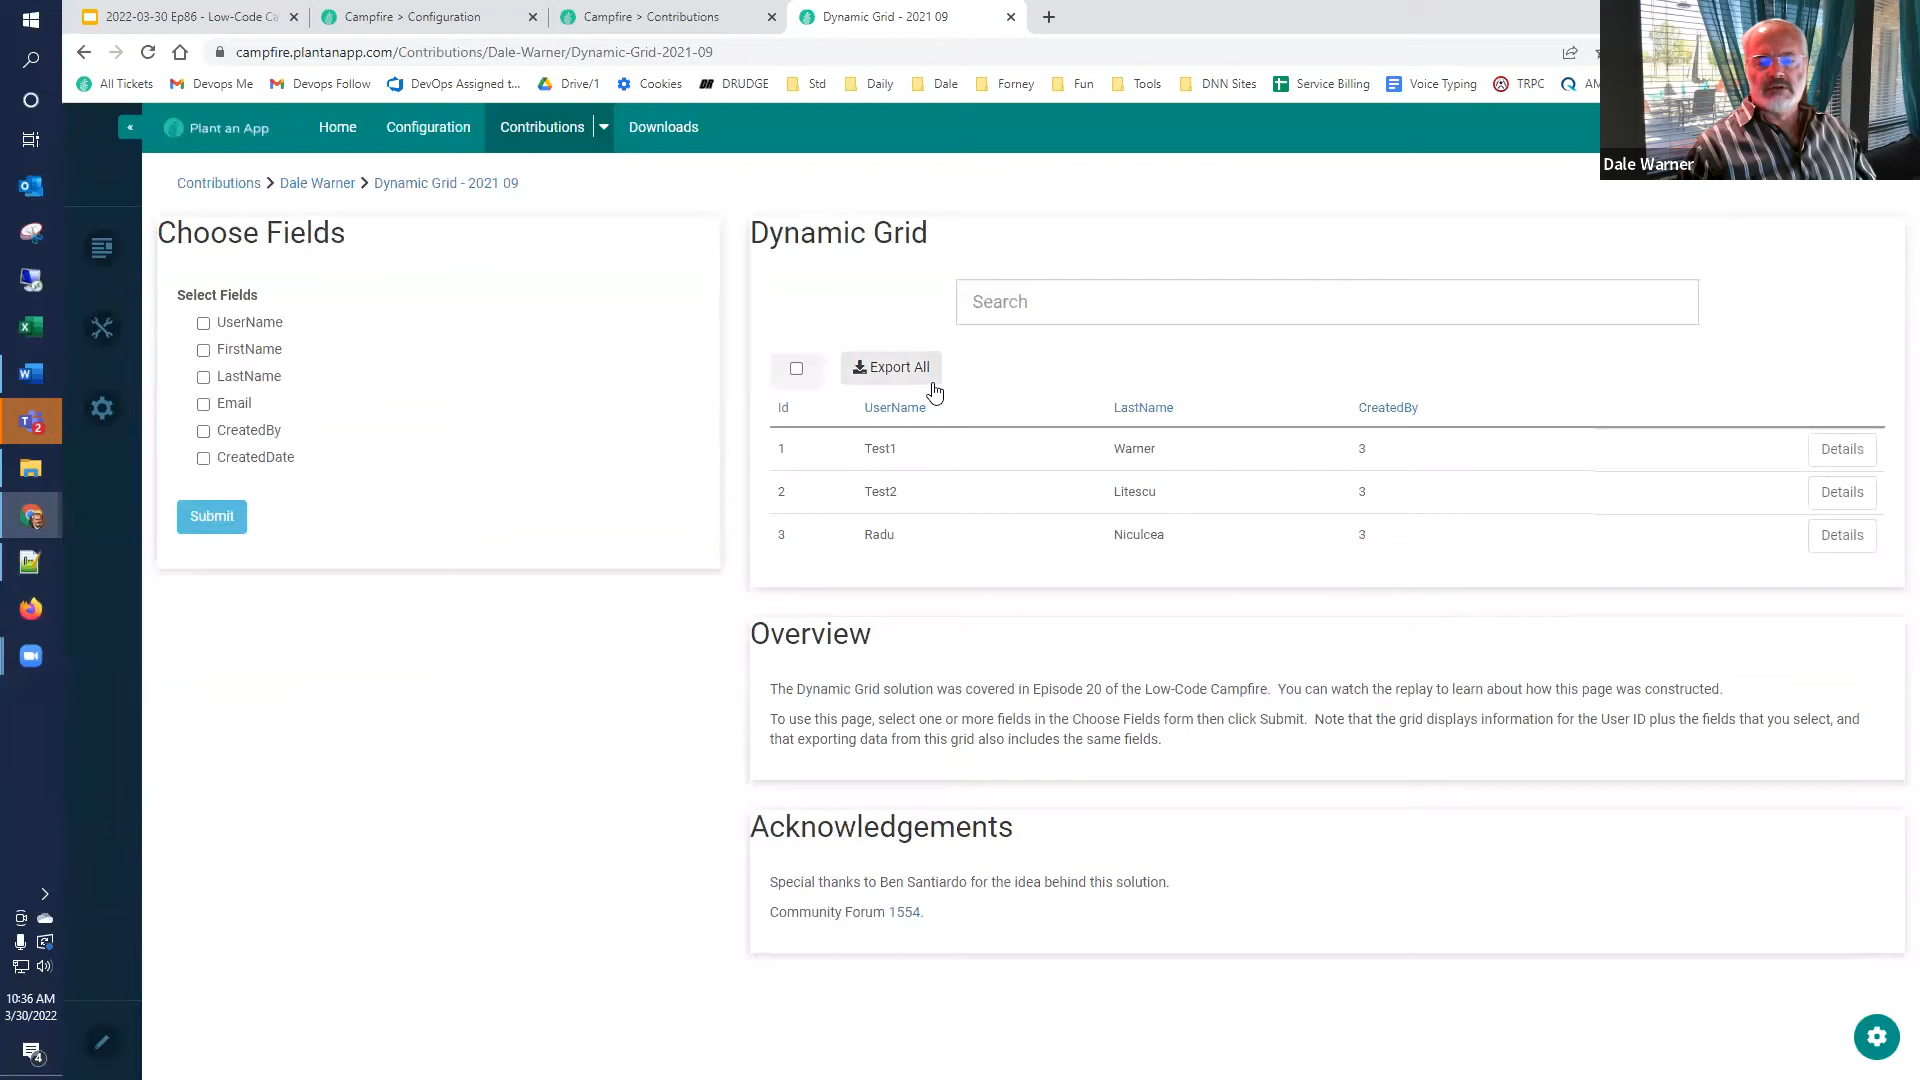 2022-03-30 Ep86 - Low-Code Ca
Campfire > Configuration
Campfire > Contributions
Dynamic Grid - 2021 09
campfire.plantanapp.com/Contributions/Dale-Warner/Dynamic-Grid-2021-09
All Tickets
Devops Me
Devops Follow
DevOps Assigned t...
Drive/1
Cookies
DRUDGE
Std
Daily
Dale
Forney
Fun
Tools
DNN Sites
Service Billing
Voice Typing
TRPC
Plant an App
Home
Configuration
Contributions
Downloads
Dale Warner
Contributions > Dale Warner > Dynamic Grid - 2021 09
Choose Fields
Select Fields
UserName
FirstName
LastName
Email
CreatedBy
CreatedDate
Submit
Dynamic Grid
Search
Export All
Id UserName LastName CreatedBy
1 Test1 Warner 3 Details
2 Test2 Litescu 3 Details
3 Radu Niculcea 3 Details
Overview
The Dynamic Grid solution was covered in Episode 20 of the Low-Code Campfire. You can watch the replay to learn about how this page was constructed.
To use this page, select one or more fields in the Choose Fields form then click Submit. Note that the grid displays information for the User ID plus the fields that you select, and
that exporting data from this grid also includes the same fields.
Acknowledgements
Special thanks to Ben Santiardo for the idea behind this solution.
Community Forum 1554.
10:36 AM
3/30/2022
2
4